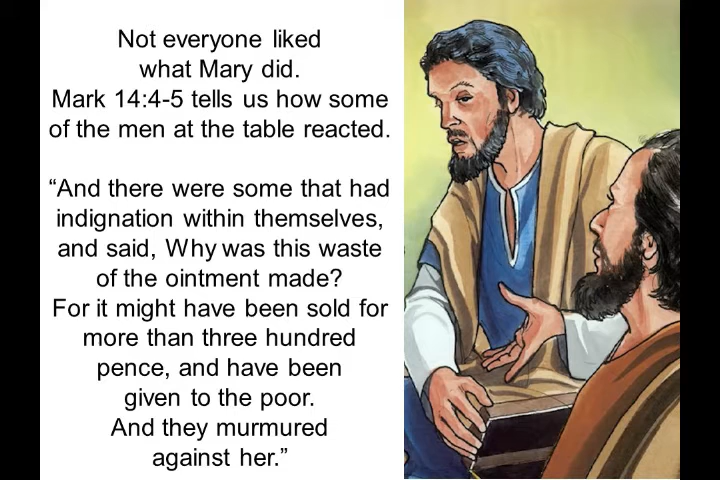 Not everyone liked
what Mary did.
Mark 14:4-5 tells us how some
of the men at the table reacted.
“And there were some that had
indignation within themselves,
and said, Why was this waste
of the ointment made?
For it might have been sold for
more than three hundred
pence, and have been
given to the poor.
And they murmured
against her.”